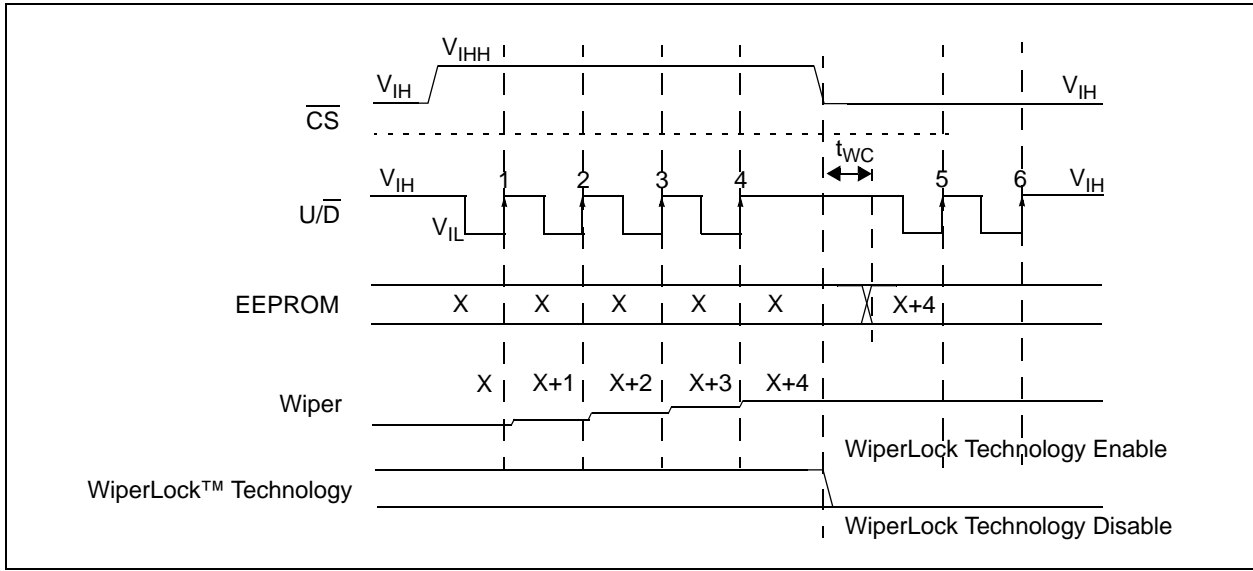 V_IHH
V_IH V_IH
CS
t_WC
V_IH 1 2 3 4 5 6 V_IH
U/D
V_IL
EEPROM X X X X X X+4
X X+1 X+2 X+3 X+4
Wiper
WiperLock Technology Enable
WiperLock™ Technology
WiperLock Technology Disable